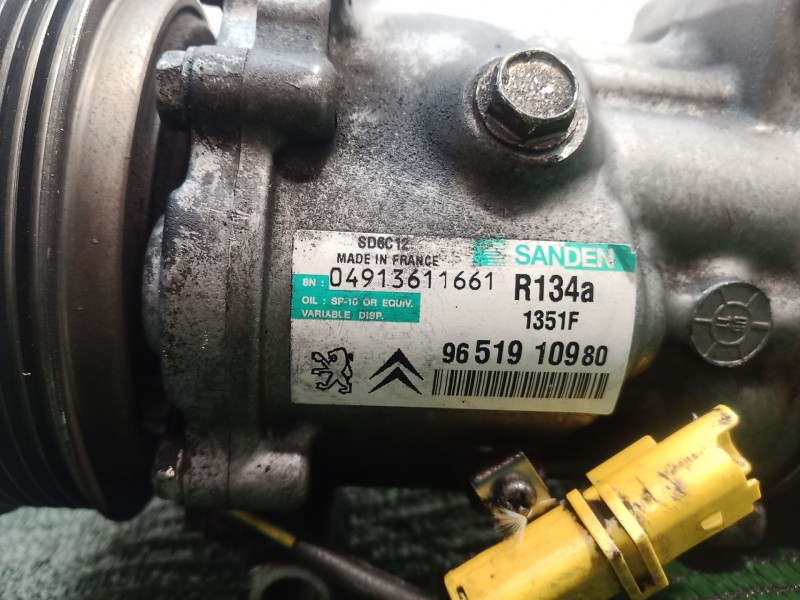 SD6C12
MADE IN FRANCE
SANDEN
SN : 04913611661
R134a
OIL : SP-10 OR EQUIV.
VARIABLE DISP.
1351F
96 519 109 80